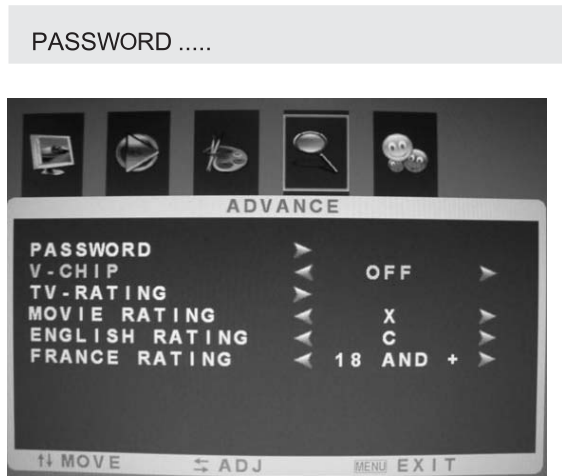 PASSWORD .....
ADVANCE
PASSWORD
V-CHIP OFF
TV-RATING
MOVIE RATING X
ENGLISH RATING C
FRANCE RATING 18 AND +
MOVE ADJ MENU EXIT